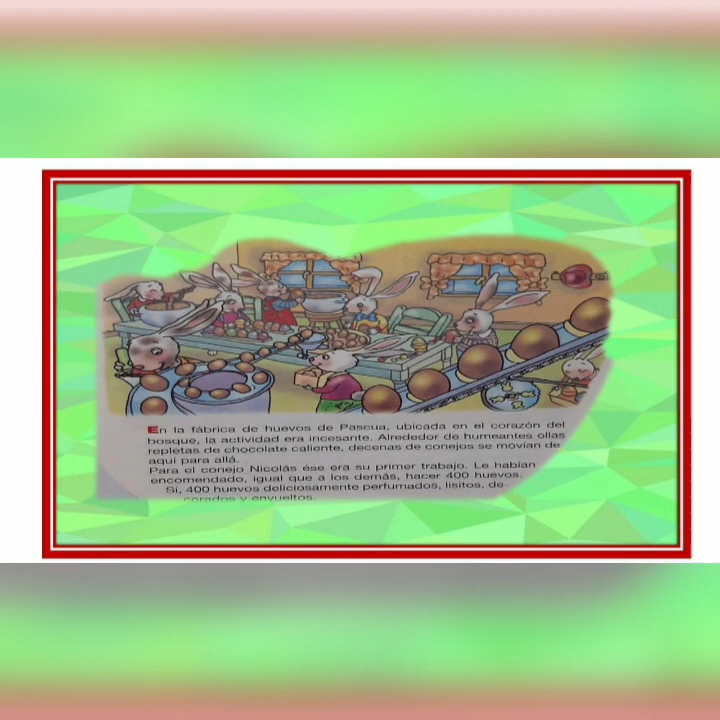 En la fábrica de huevos de Pascua, ubicada en el corazón del
bosque, la actividad era incesante. Alrededor de humeantes ollas
repletas de chocolate caliente, decenas de conejos se movían de
aquí para allá.
Para el conejo Nicolás ése era su primer trabajo. Le habían
encomendado, igual que a los demás, hacer 400 huevos.
Sí, 400 huevos deliciosamente perfumados, lisitos, de-
corados y envueltos.